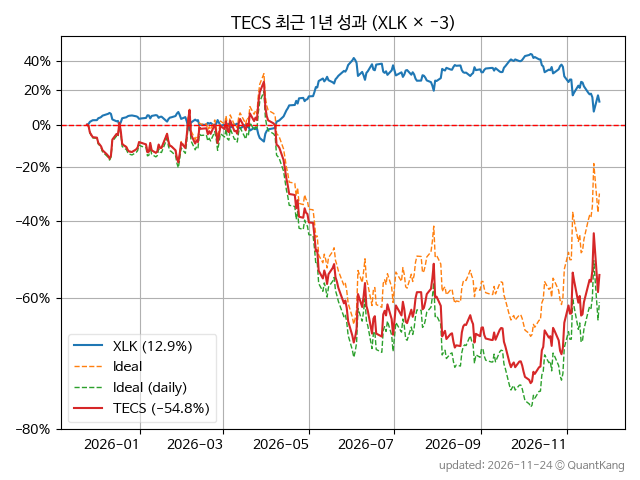 TECS 최근 1년 성과 (XLK × −3)
40%
20%
0%
−20%
−40%
−60%
−80%
XLK (12.9%)
Ideal
Ideal (daily)
TECS (−54.8%)
2026-01
2026-03
2026-05
2026-07
2026-09
2026-11
updated: 2026-11-24 ⓒ QuantKang